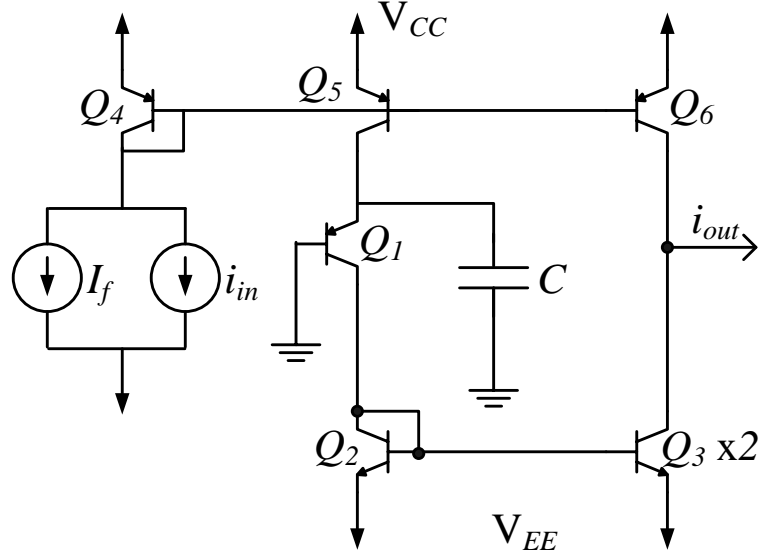 V_CC
Q_4
Q_5
Q_6
I_f
i_in
Q_1
C
i_out
Q_2
Q_3 x2
V_EE